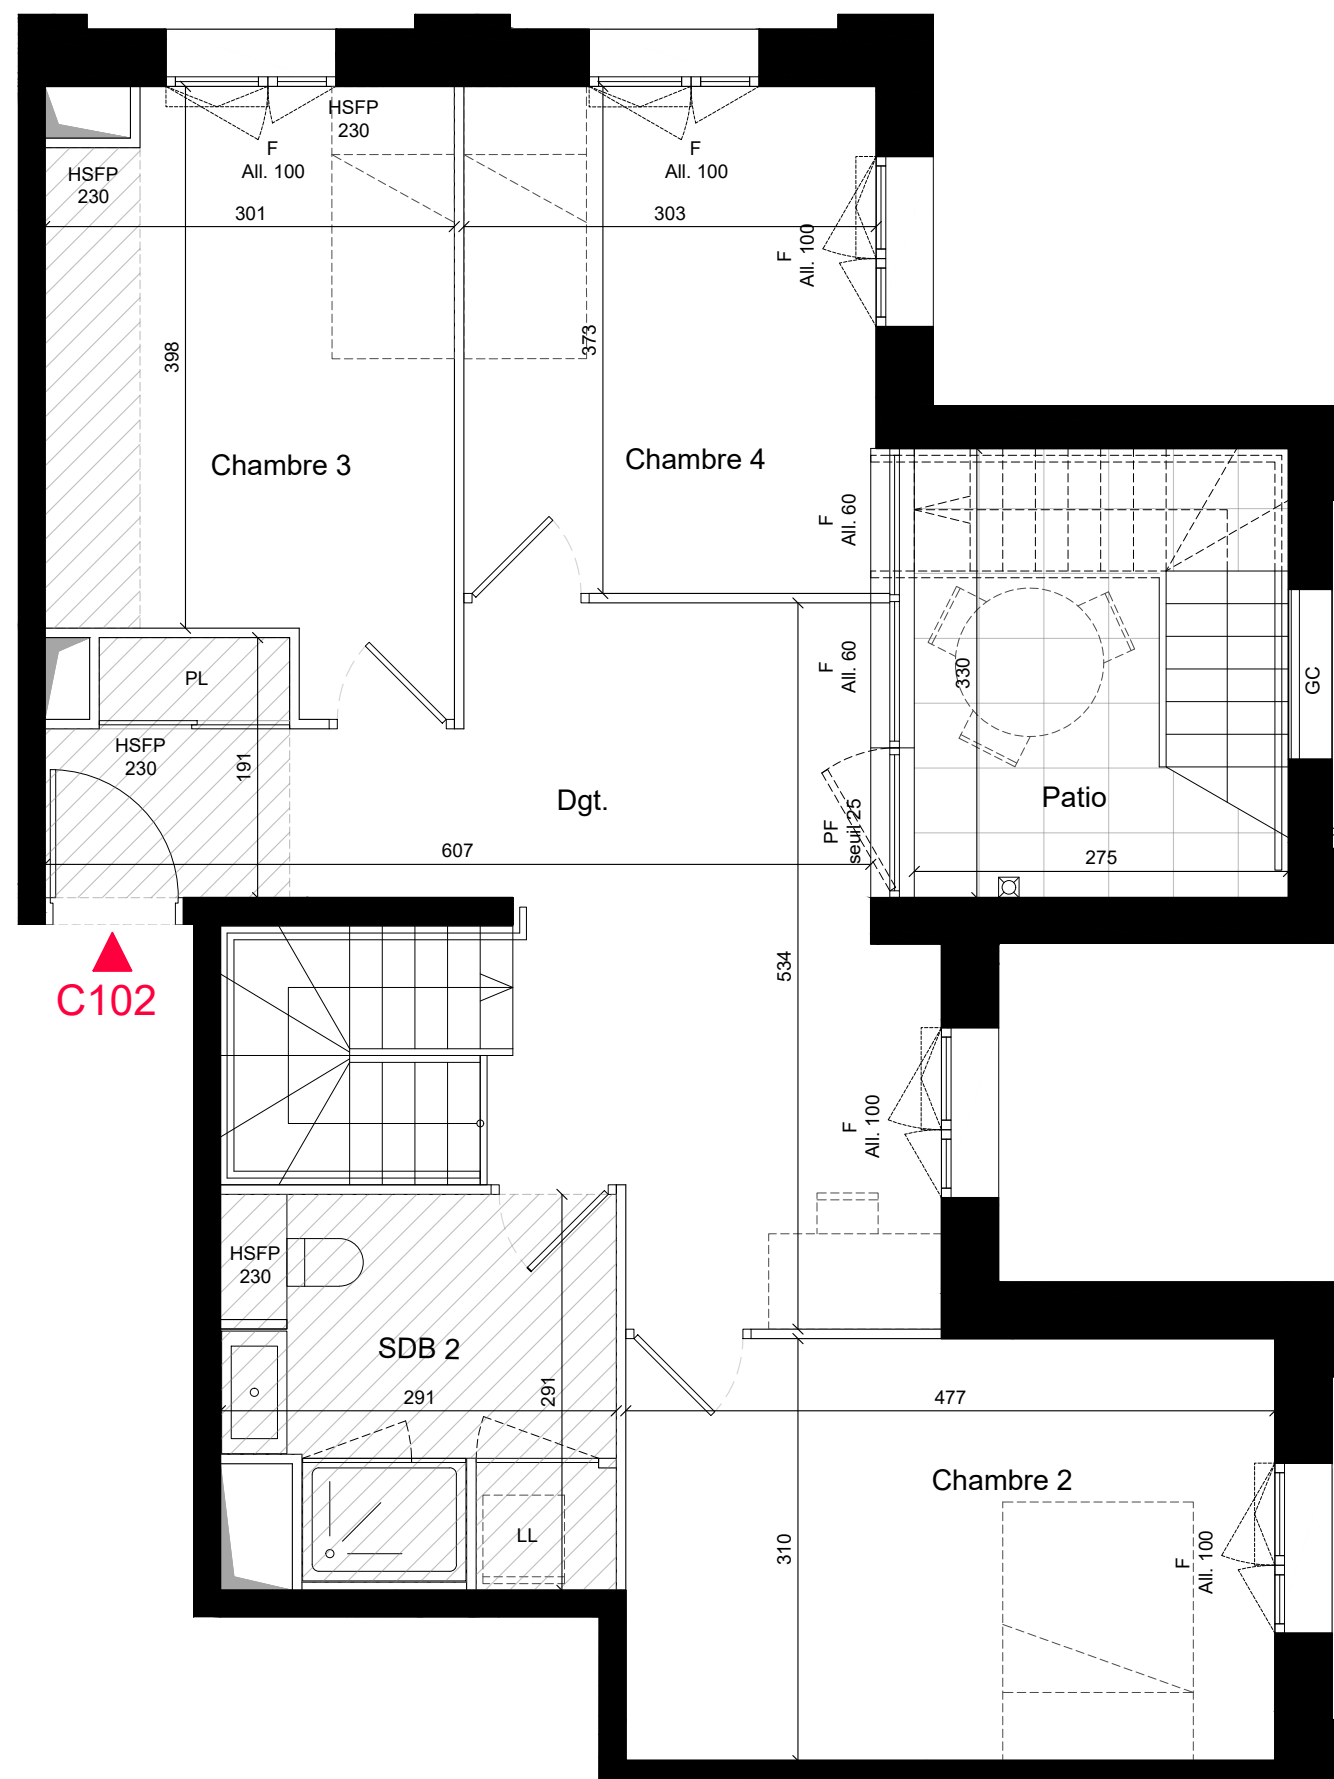 HSFP
230
F
All. 100
F
All. 100
HSFP
230
301
303
F
All. 100
398
373
Chambre 3
Chambre 4
F
All. 60
F
All. 60
330
GC
PL
HSFP
230
191
Dgt.
PF
seuil 25
Patio
607
275
C102
534
F
All. 100
HSFP
230
SDB 2
291
291
477
Chambre 2
LL
310
F
All. 100